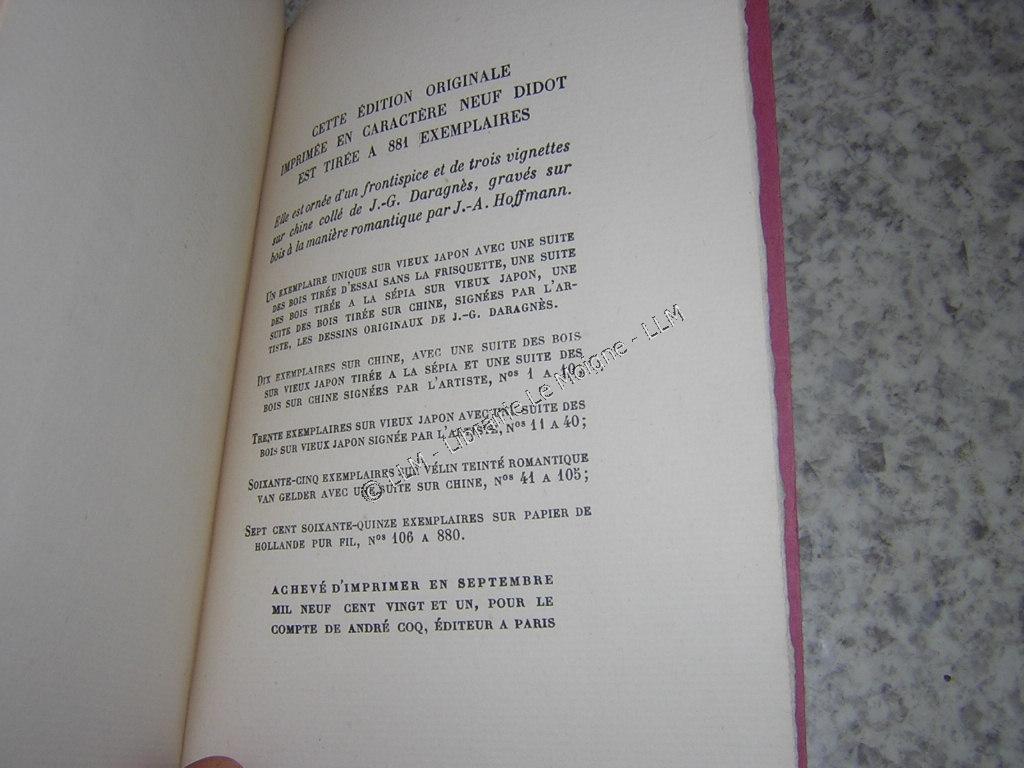 CETTE ÉDITION ORIGINALE
IMPRIMÉE EN CARACTÈRE NEUF DIDOT
EST TIRÉE A 881 EXEMPLAIRES
Elle est ornée d'un frontispice et de trois vignettes
sur chine collé de J.-G. Daragnès, gravés sur
bois à la manière romantique par J.-A. Hoffmann.
UN EXEMPLAIRE UNIQUE SUR VIEUX JAPON AVEC UNE SUITE
DES BOIS TIRÉE D'ESSAI SANS LA FRISQUETTE, UNE SUITE
DES BOIS TIRÉE A LA SÉPIA SUR VIEUX JAPON, UNE
SUITE DES BOIS TIRÉE SUR CHINE, SIGNÉES PAR L'AR-
TISTE, LES DESSINS ORIGINAUX DE J.-G. DARAGNÈS.
DIX EXEMPLAIRES SUR CHINE, AVEC UNE SUITE DES BOIS
SUR VIEUX JAPON TIRÉE A LA SÉPIA ET UNE SUITE DES
BOIS SUR CHINE SIGNÉES PAR L'ARTISTE, Nos 1 A 10;
TRENTE EXEMPLAIRES SUR VIEUX JAPON AVEC UNE SUITE DES
BOIS SUR VIEUX JAPON SIGNÉE PAR L'ARTISTE, Nos 11 A 40;
SOIXANTE-CINQ EXEMPLAIRES SUR VÉLIN TEINTÉ ROMANTIQUE
VAN GELDER AVEC UNE SUITE SUR CHINE, Nos 41 A 105;
SEPT CENT SOIXANTE-QUINZE EXEMPLAIRES SUR PAPIER DE
HOLLANDE PUR FIL, Nos 106 A 880.
ACHEVÉ D'IMPRIMER EN SEPTEMBRE
MIL NEUF CENT VINGT ET UN, POUR LE
COMPTE DE ANDRÉ COQ, ÉDITEUR A PARIS
© LLM - Librairie Le Moigne - LLM